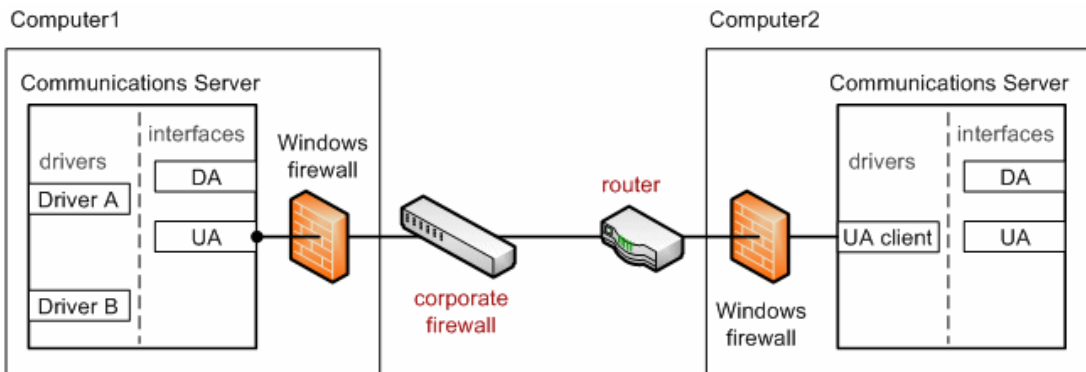 Computer1
Communications Server
drivers
interfaces
Driver A
DA
UA
Driver B
Windows
firewall
corporate
firewall
router
Computer2
Windows
firewall
Communications Server
drivers
interfaces
UA client
DA
UA